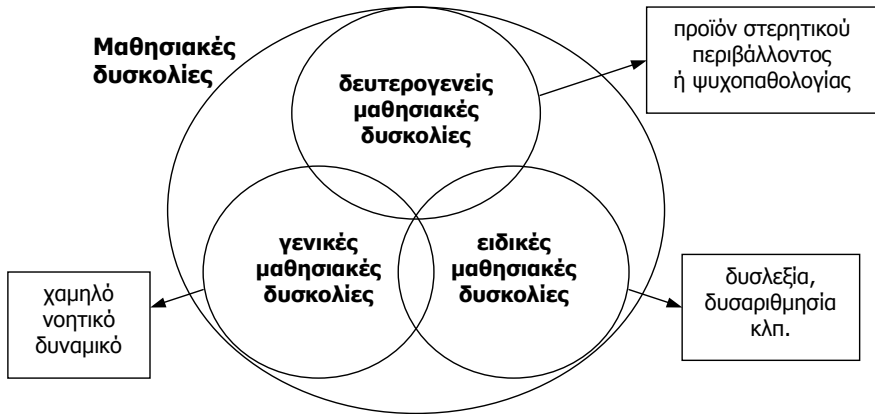 Μαθησιακές
δυσκολίες
προϊόν στερητικού
περιβάλλοντος
ή ψυχοπαθολογίας
δευτερογενείς
μαθησιακές
δυσκολίες
γενικές
μαθησιακές
δυσκολίες
ειδικές
μαθησιακές
δυσκολίες
χαμηλό
νοητικό
δυναμικό
δυσλεξία,
δυσαριθμησία
κλπ.